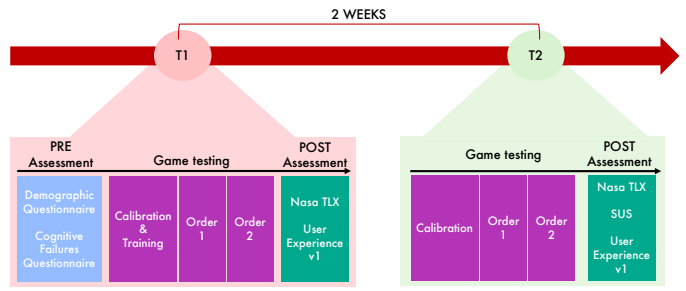 2 WEEKS
T1
T2
PRE
Assessment
Game testing
POST
Assessment
Demographic
Questionnaire
Cognitive
Failures
Questionnaire
Calibration
&
Training
Order
1
Order
2
Nasa TLX
User
Experience
v1
Game testing
POST
Assessment
Calibration
Order
1
Order
2
Nasa TLX
SUS
User
Experience
v1